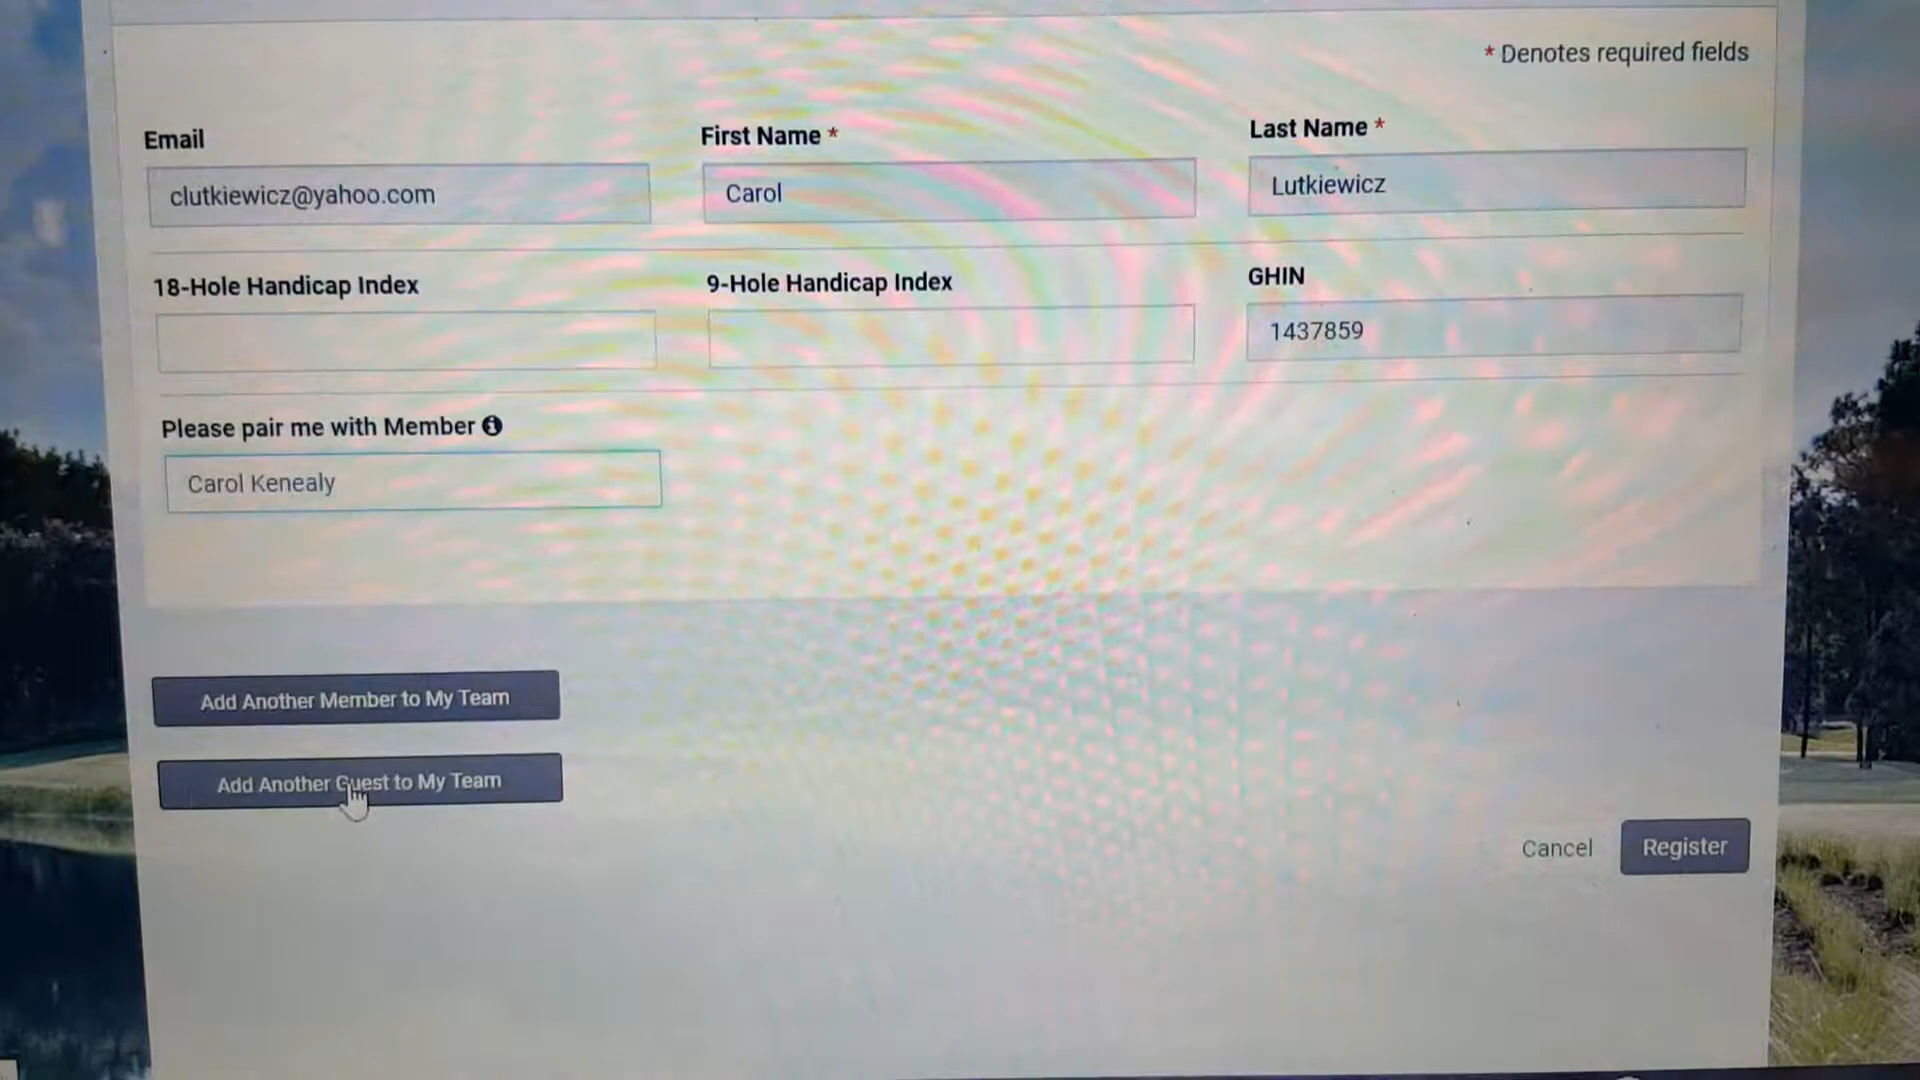 * Denotes required fields
Email
First Name *
Last Name *
clutkiewicz@yahoo.com
Carol
Lutkiewicz
18-Hole Handicap Index
9-Hole Handicap Index
GHIN
1437859
Please pair me with Member
Carol Kenealy
Add Another Member to My Team
Add Another Guest to My Team
Cancel
Register